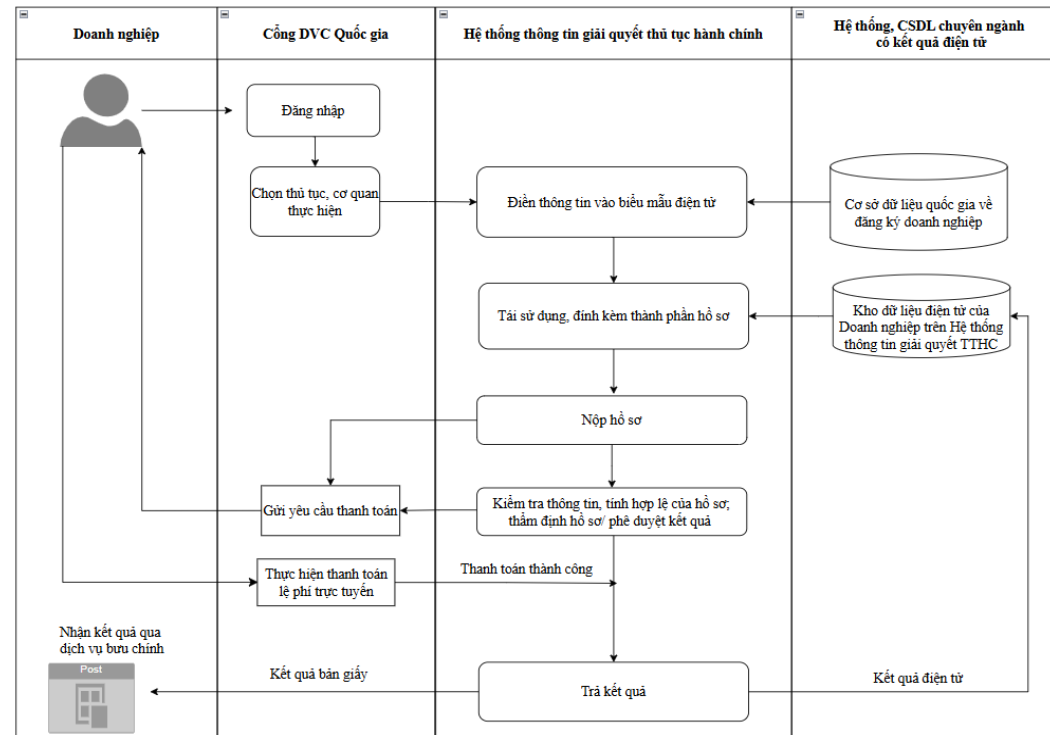 Doanh nghiệp
Cổng DVC Quốc gia
Hệ thống thông tin giải quyết thủ tục hành chính
Hệ thống, CSDL chuyên ngành
có kết quả điện tử
Đăng nhập
Chọn thủ tục, cơ quan
thực hiện
Điền thông tin vào biểu mẫu điện tử
Cơ sở dữ liệu quốc gia về
đăng ký doanh nghiệp
Tái sử dụng, đính kèm thành phần hồ sơ
Kho dữ liệu điện tử của
Doanh nghiệp trên Hệ thống
thông tin giải quyết TTHC
Nộp hồ sơ
Gửi yêu cầu thanh toán
Kiểm tra thông tin, tính hợp lệ của hồ sơ;
thẩm định hồ sơ/ phê duyệt kết quả
Thực hiện thanh toán
lệ phí trực tuyến
Thanh toán thành công
Nhận kết quả qua
dịch vụ bưu chính
Post
Kết quả bản giấy
Trả kết quả
Kết quả điện tử